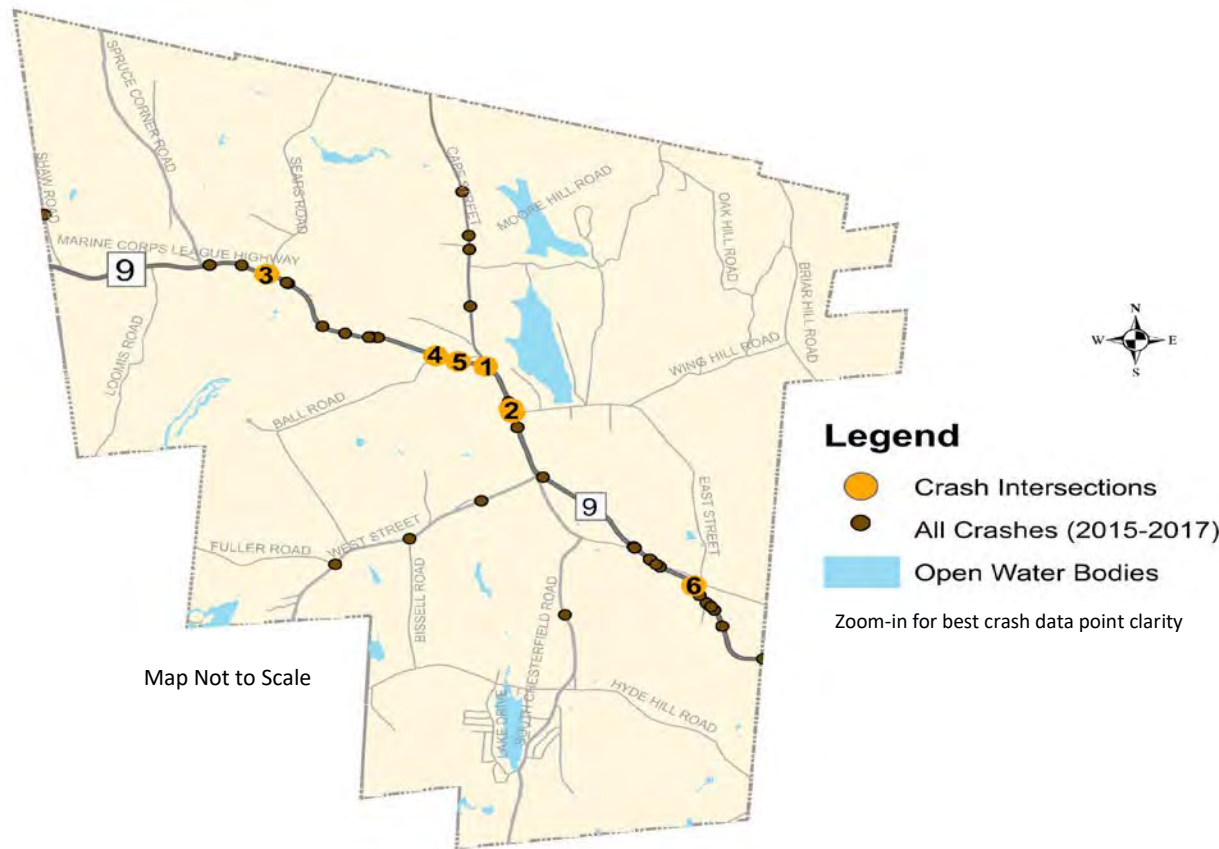 SPRUCE CORNER ROAD
SEARS ROAD
CAPE STREET
SHAW ROAD
MOORE HILL ROAD
OAK HILL ROAD
MARINE CORPS LEAGUE HIGHWAY
BRIAR HILL ROAD
9
3
LOOMIS ROAD
4
5
1
WING HILL ROAD
2
BALL ROAD
N
W
E
S
Legend
Crash Intersections
All Crashes (2015-2017)
Open Water Bodies
Zoom-in for best crash data point clarity
9
EAST STREET
WEST STREET
FULLER ROAD
BISSELL ROAD
6
SOUTH CHESTERFIELD ROAD
Map Not to Scale
LAKE DRIVE
HYDE HILL ROAD